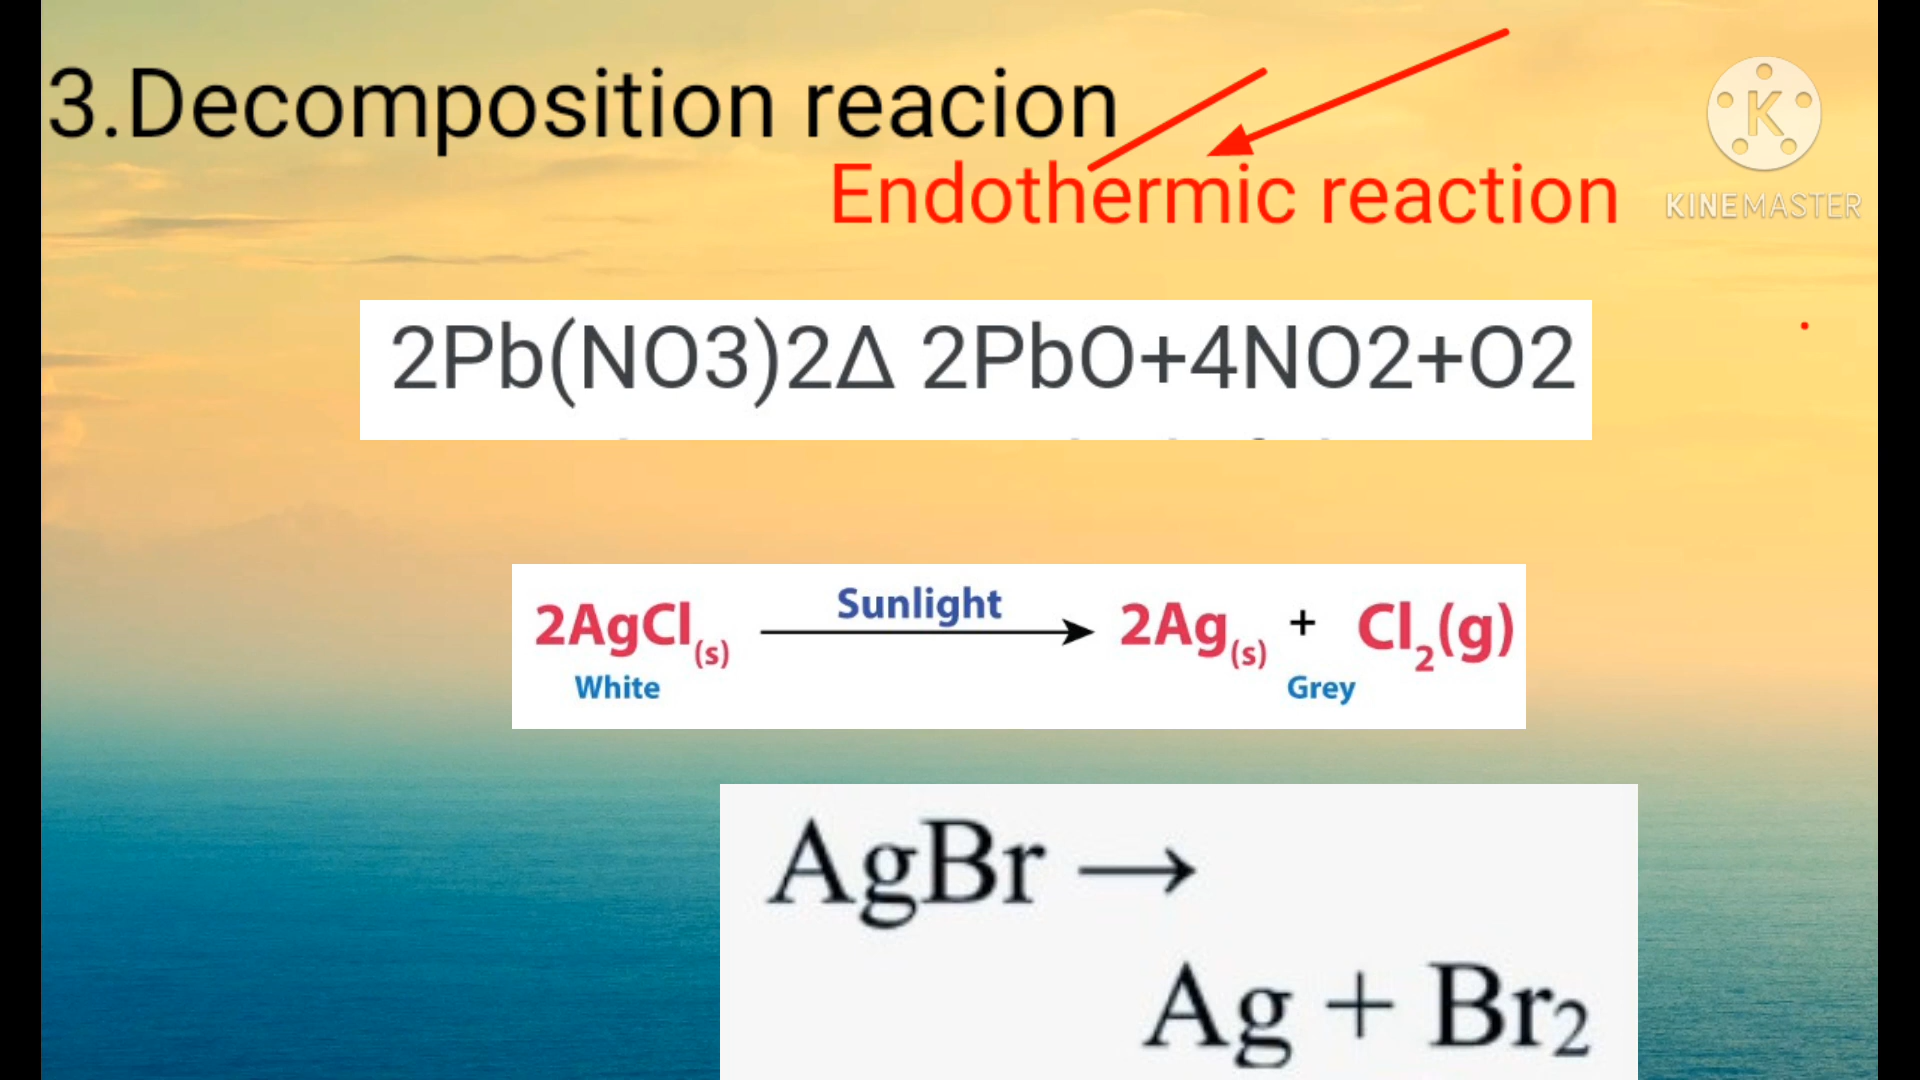 3.Decomposition reacion
Endothermic reaction
K
KINEMASTER
2Pb(NO3)2Δ 2PbO+4NO2+O2
2AgCl(s) Sunlight → 2Ag(s) + Cl₂(g)
White Grey
AgBr →
Ag + Br₂